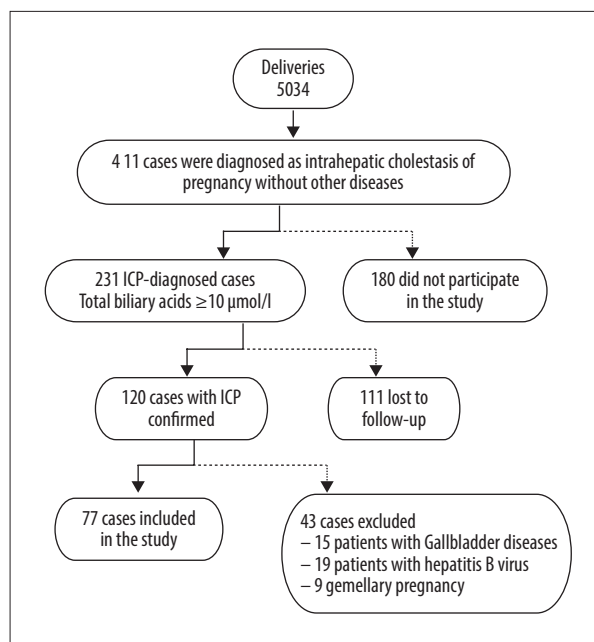 Deliveries
5034
4 11 cases were diagnosed as intrahepatic cholestasis of
pregnancy without other diseases
231 ICP-diagnosed cases
Total biliary acids ≥10 μmol/l
180 did not participate
in the study
120 cases with ICP
confirmed
111 lost to
follow-up
77 cases included
in the study
43 cases excluded
– 15 patients with Gallbladder diseases
– 19 patients with hepatitis B virus
– 9 gemellary pregnancy